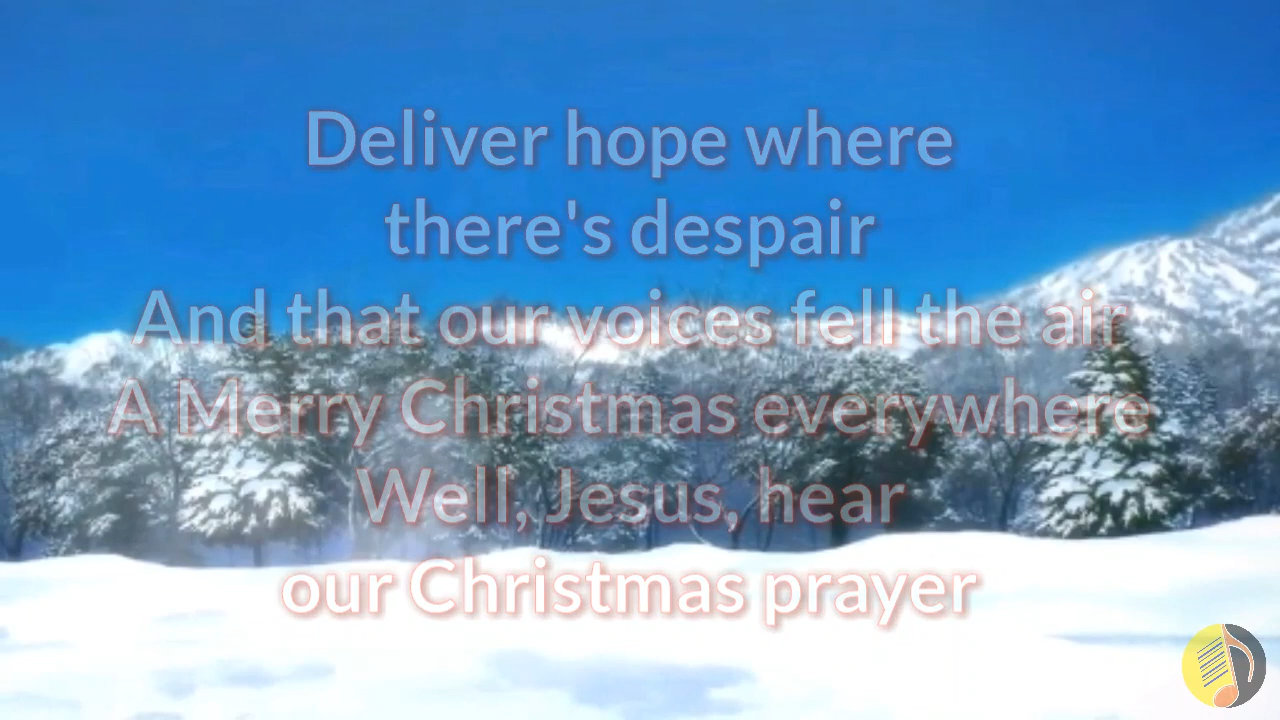 Deliver hope where
there's despair
And that our voices fell the air
A Merry Christmas everywhere
Well, Jesus, hear
our Christmas prayer